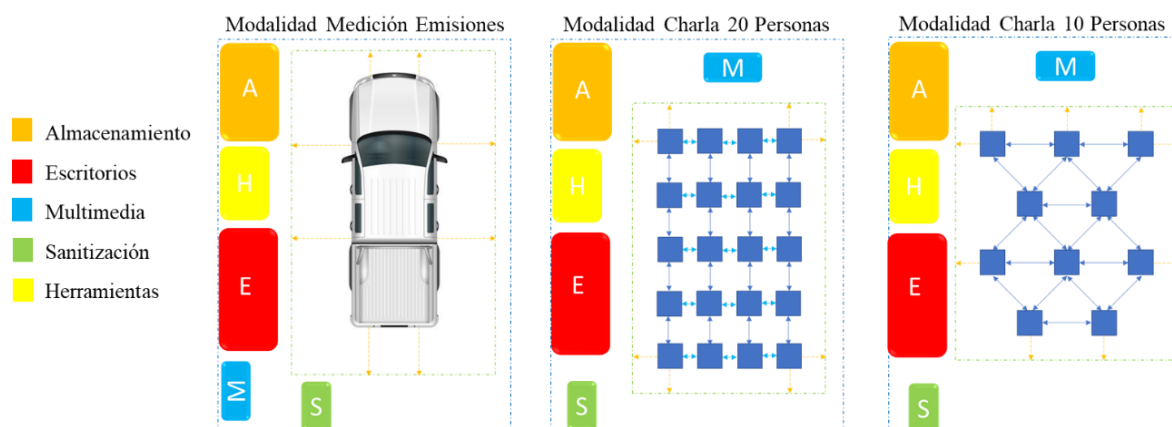 Modalidad Medición Emisiones
Modalidad Charla 20 Personas
Modalidad Charla 10 Personas
Almacenamiento
Escritorios
Multimedia
Sanitización
Herramientas
A
H
E
M
S
M
A
H
E
S
M
A
H
E
S